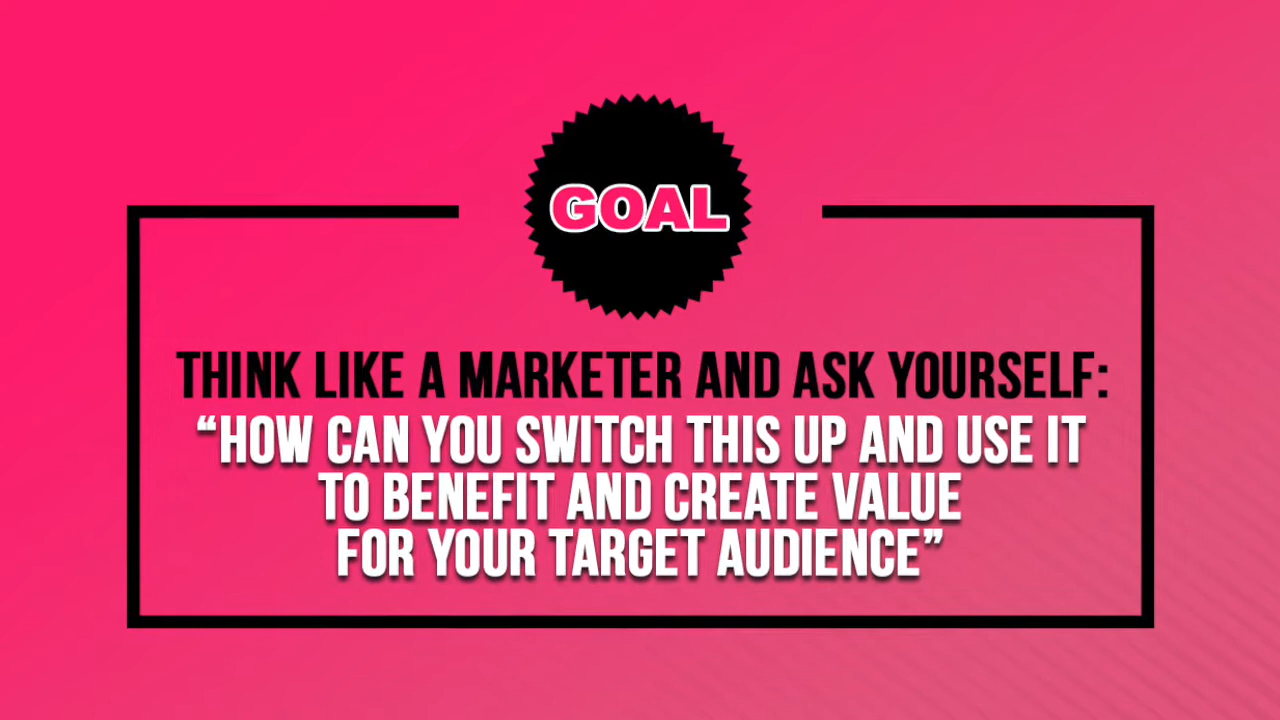 GOAL
THINK LIKE A MARKETER AND ASK YOURSELF:
“HOW CAN YOU SWITCH THIS UP AND USE IT
TO BENEFIT AND CREATE VALUE
FOR YOUR TARGET AUDIENCE”